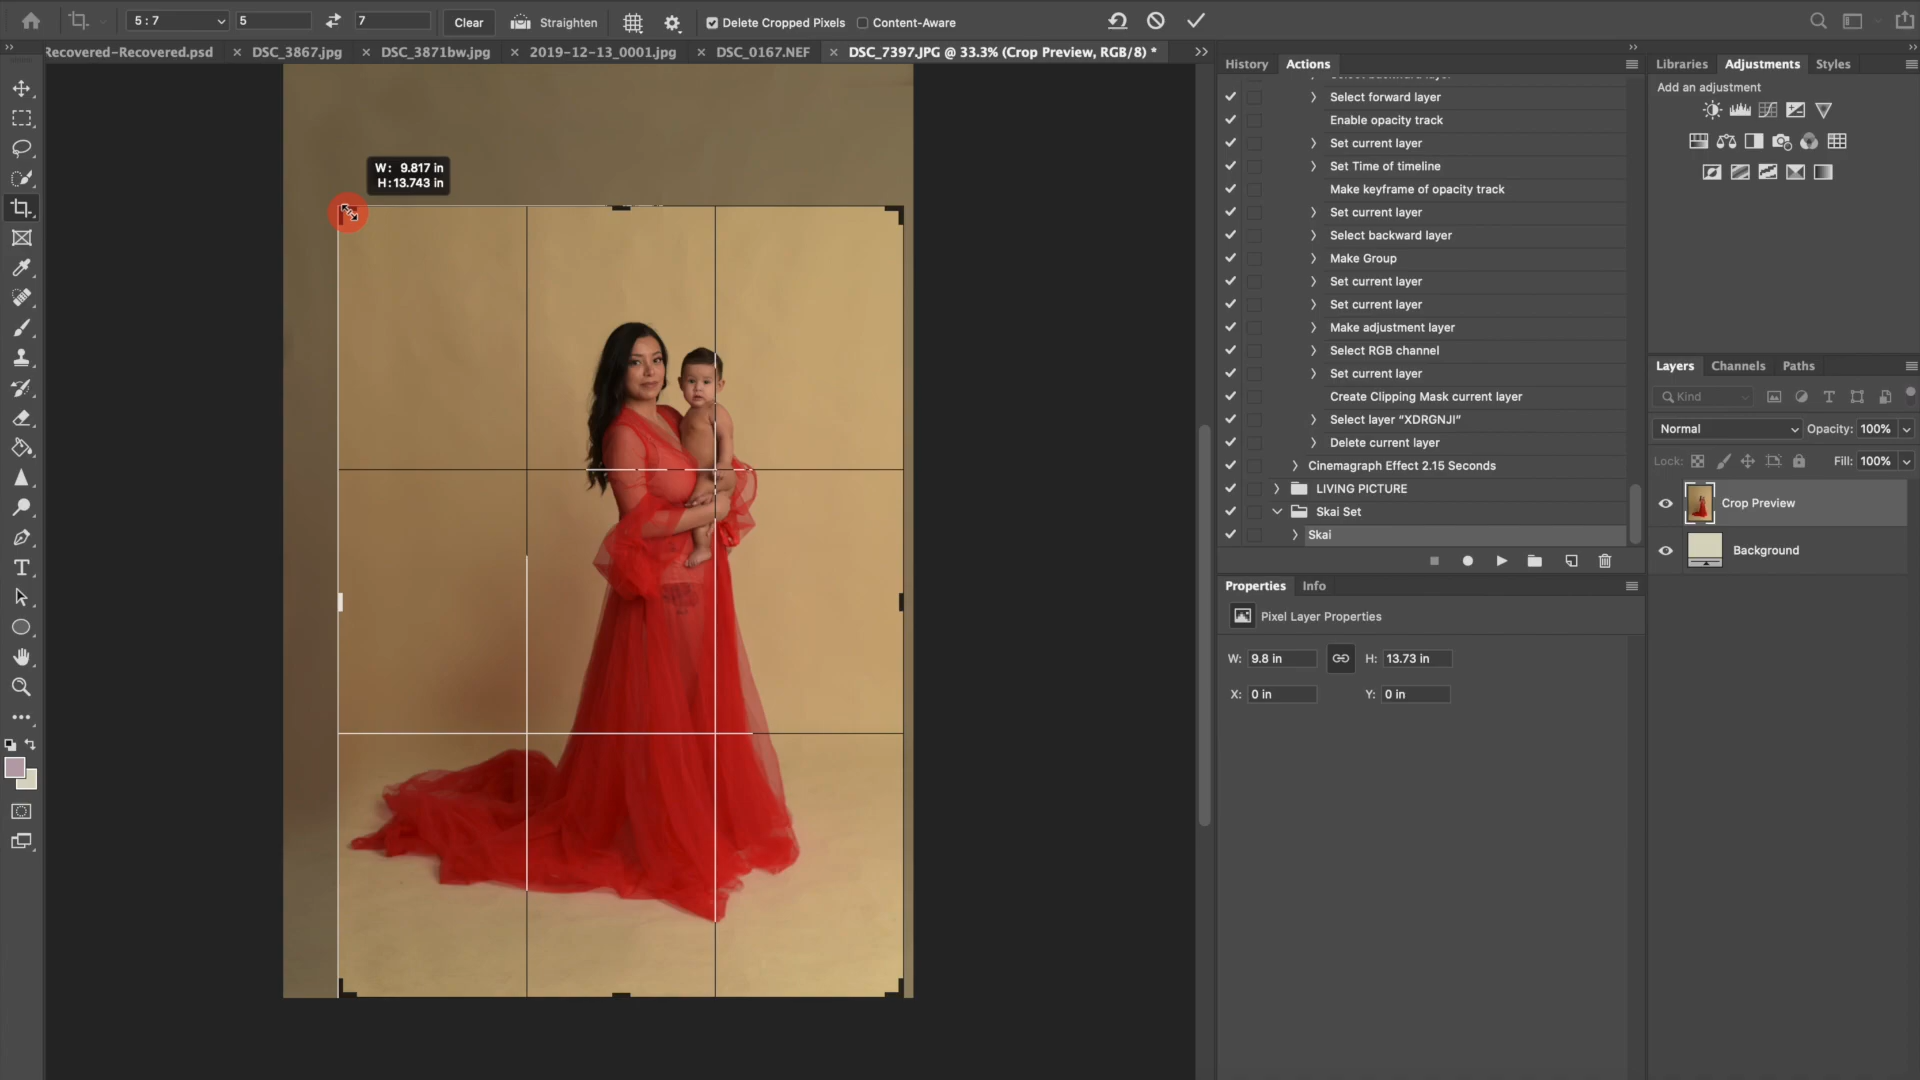 5 : 7
5
7
Clear
Straighten
Delete Cropped Pixels
Content-Aware
Recovered-Recovered.psd
DSC_3867.jpg
DSC_3871bw.jpg
2019-12-13_0001.jpg
DSC_0167.NEF
DSC_7397.JPG @ 33.3% (Crop Preview, RGB/8) *
W: 9.817 in
H: 13.743 in
History
Actions
Select backward layer
Select forward layer
Enable opacity track
Set current layer
Set Time of timeline
Make keyframe of opacity track
Set current layer
Select backward layer
Make Group
Set current layer
Set current layer
Make adjustment layer
Select RGB channel
Set current layer
Create Clipping Mask current layer
Select layer “XDRGNJI”
Delete current layer
Cinemagraph Effect 2.15 Seconds
LIVING PICTURE
Skai Set
Skai
Properties
Info
Pixel Layer Properties
W: 9.8 in
H: 13.73 in
X: 0 in
Y: 0 in
Libraries
Adjustments
Styles
Add an adjustment
Layers
Channels
Paths
Kind
Normal
Opacity: 100%
Lock:
Fill: 100%
Crop Preview
Background